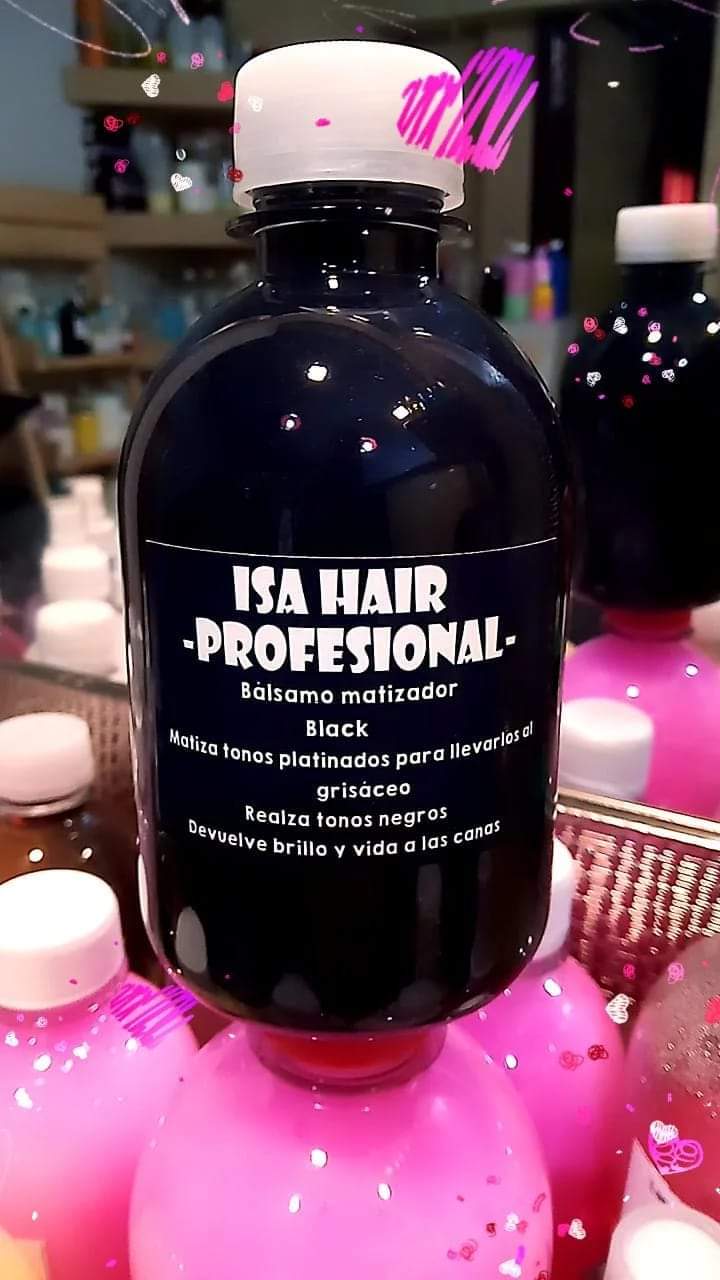 ISA HAIR
-PROFESIONAL-
Bálsamo matizador
Black
Matiza tonos platinados para llevarlos al
grisáceo
Realza tonos negros
Devuelve brillo y vida a las canas